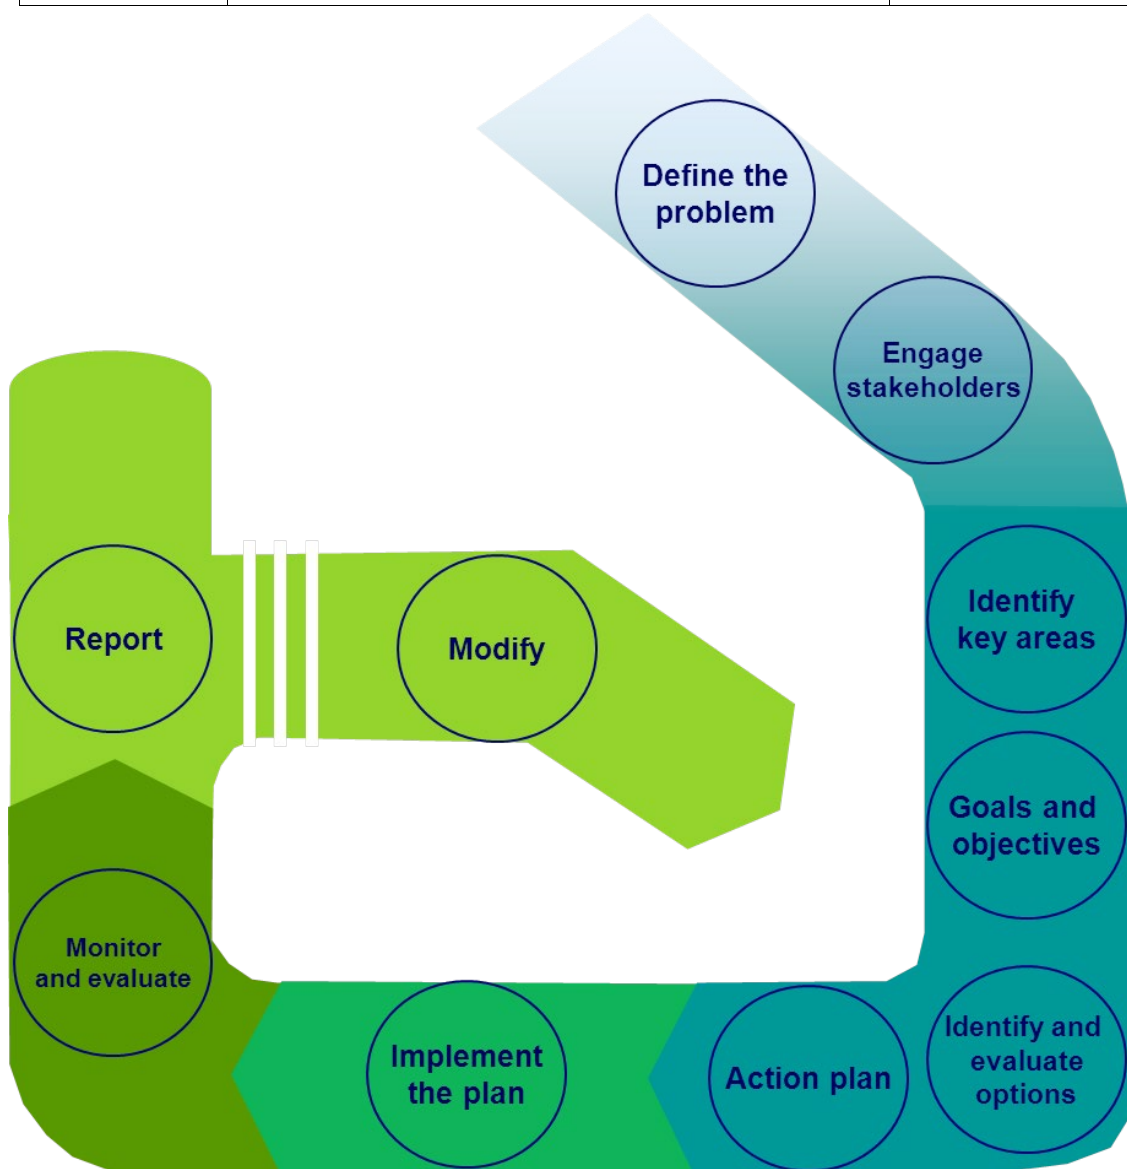 Define the
problem
Engage
stakeholders
Identify
key areas
Goals and
objectives
Identify and
evaluate
options
Action plan
Implement
the plan
Monitor
and evaluate
Report
Modify